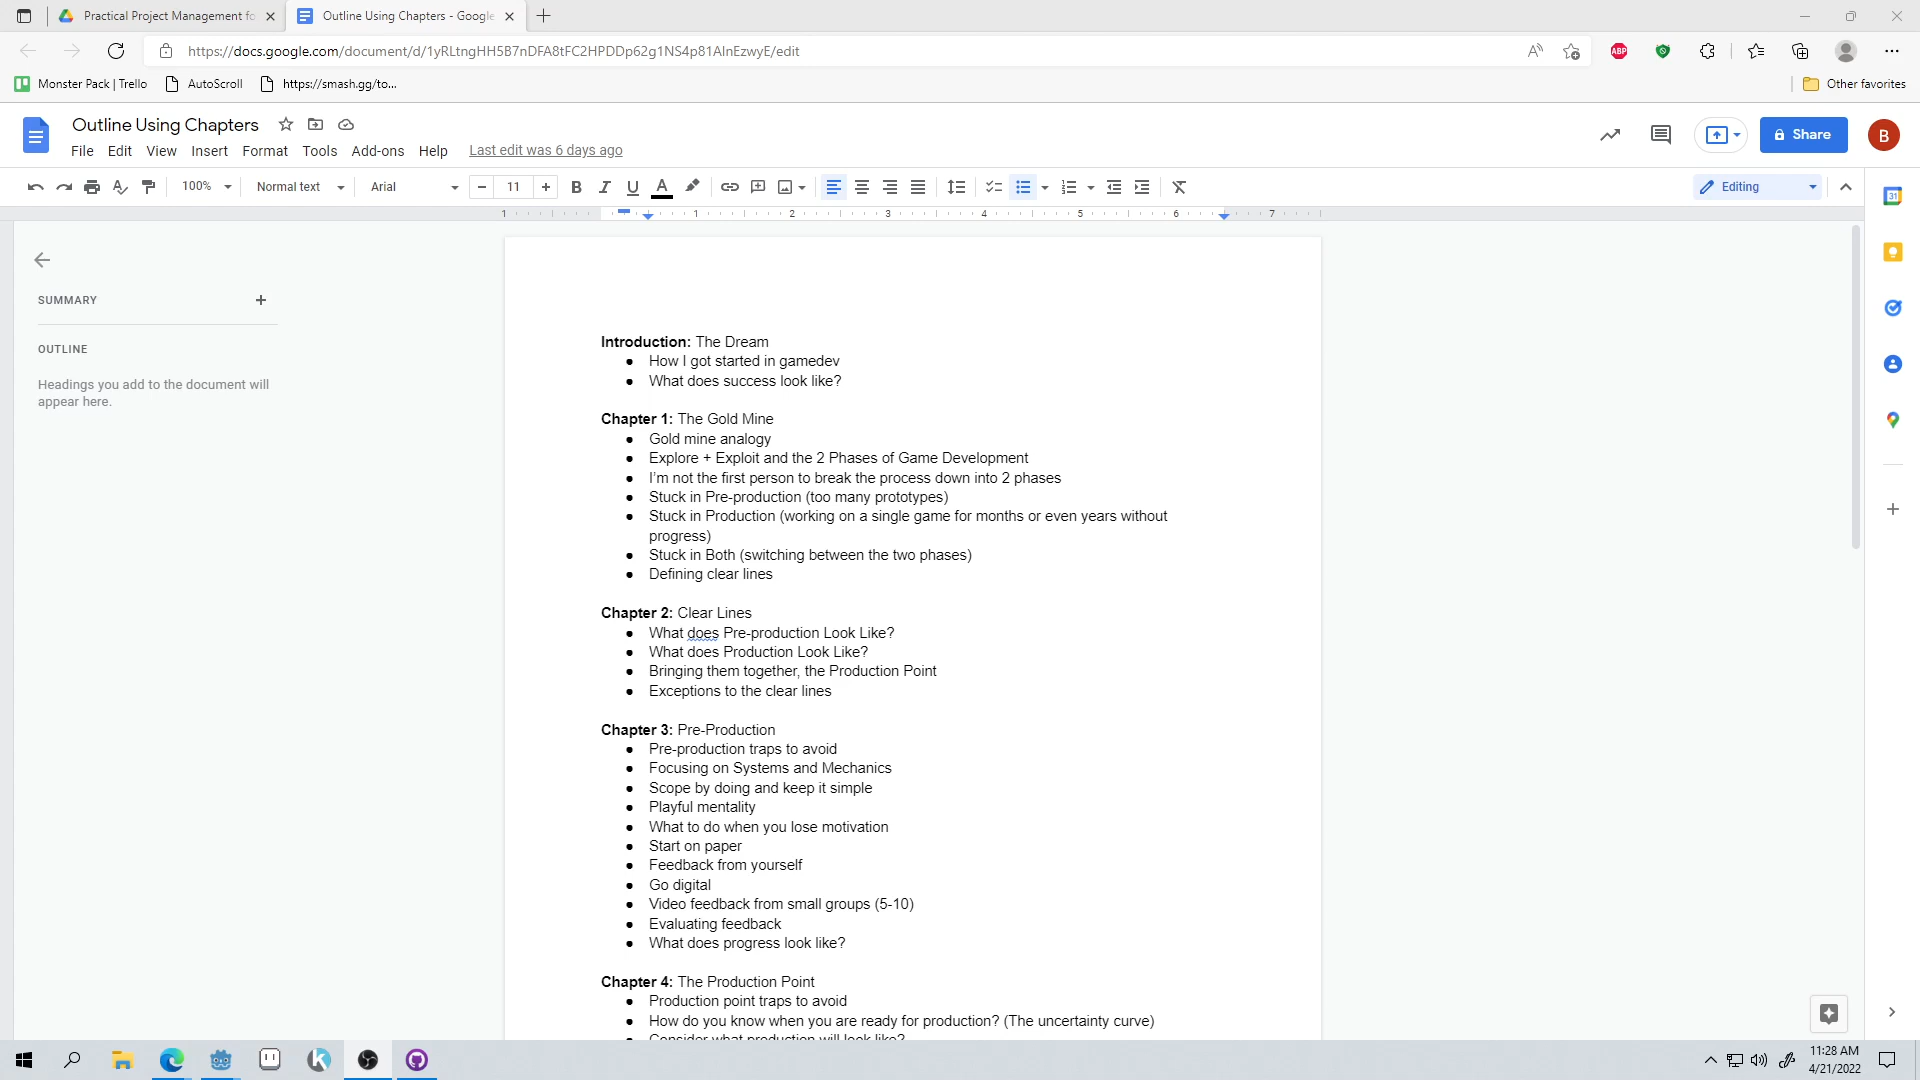 Practical Project Management fo
Outline Using Chapters - Google
https://docs.google.com/document/d/1yRLtngHH5B7nDFA8tFC2HPDDp62g1NS4p81AlnEzwyE/edit
ABP
Monster Pack | Trello
AutoScroll
https://smash.gg/to...
Other favorites
Outline Using Chapters
File Edit View Insert Format Tools Add-ons Help Last edit was 6 days ago
Share
B
100% Normal text Arial 11 B I U A
Editing
1 1 2 3 4 5 6 7
31
SUMMARY
OUTLINE
Headings you add to the document will
appear here.
Introduction: The Dream
● How I got started in gamedev
● What does success look like?
Chapter 1: The Gold Mine
● Gold mine analogy
● Explore + Exploit and the 2 Phases of Game Development
● I’m not the first person to break the process down into 2 phases
● Stuck in Pre-production (too many prototypes)
● Stuck in Production (working on a single game for months or even years without
progress)
● Stuck in Both (switching between the two phases)
● Defining clear lines
Chapter 2: Clear Lines
● What does Pre-production Look Like?
● What does Production Look Like?
● Bringing them together, the Production Point
● Exceptions to the clear lines
Chapter 3: Pre-Production
● Pre-production traps to avoid
● Focusing on Systems and Mechanics
● Scope by doing and keep it simple
● Playful mentality
● What to do when you lose motivation
● Start on paper
● Feedback from yourself
● Go digital
● Video feedback from small groups (5-10)
● Evaluating feedback
● What does progress look like?
Chapter 4: The Production Point
● Production point traps to avoid
● How do you know when you are ready for production? (The uncertainty curve)
● Consider what production will look like?
11:28 AM
4/21/2022